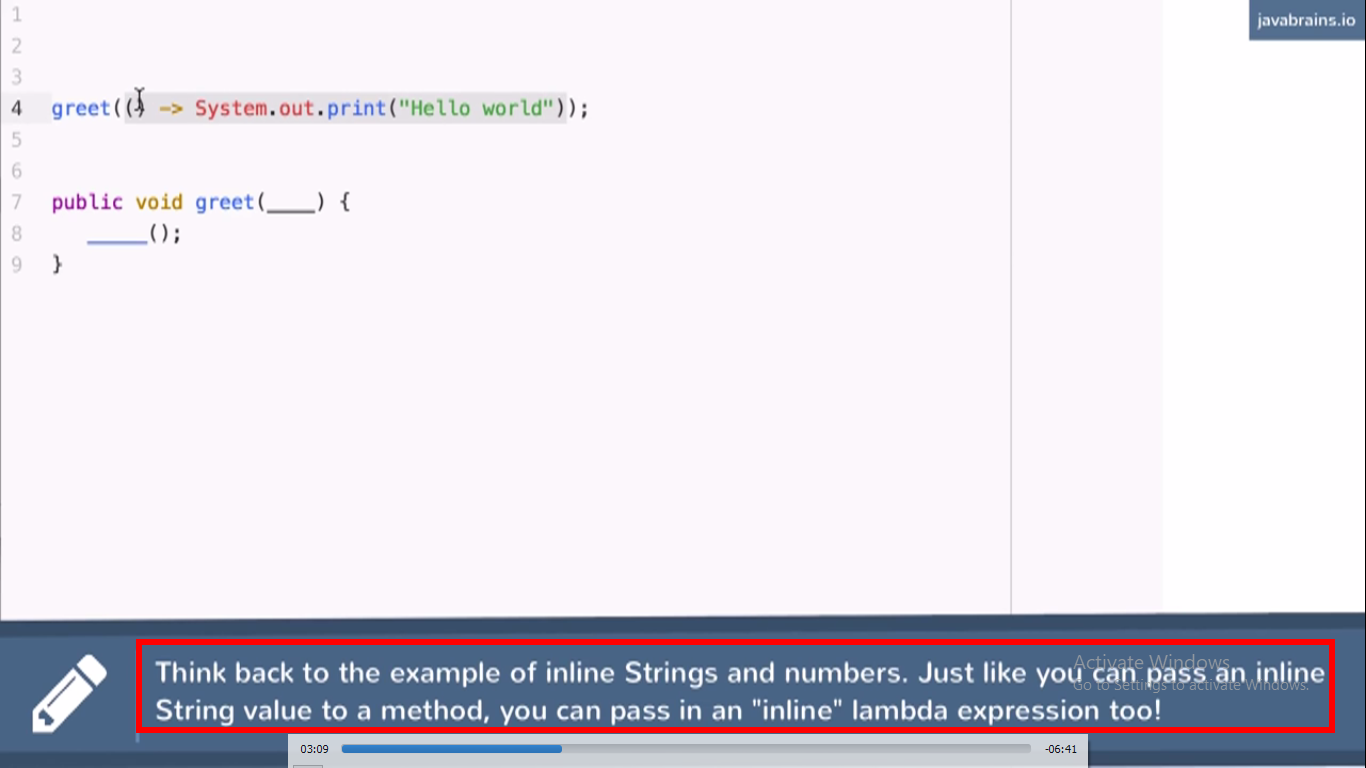 javabrains.io
1
2
3
4 greet(() -> System.out.print("Hello world"));
5
6
7 public void greet(____) {
8 _____();
9 }
Think back to the example of inline Strings and numbers. Just like you can pass an inline
String value to a method, you can pass in an "inline" lambda expression too!
Activate Windows
Go to Settings to activate Windows.
03:09 -06:41